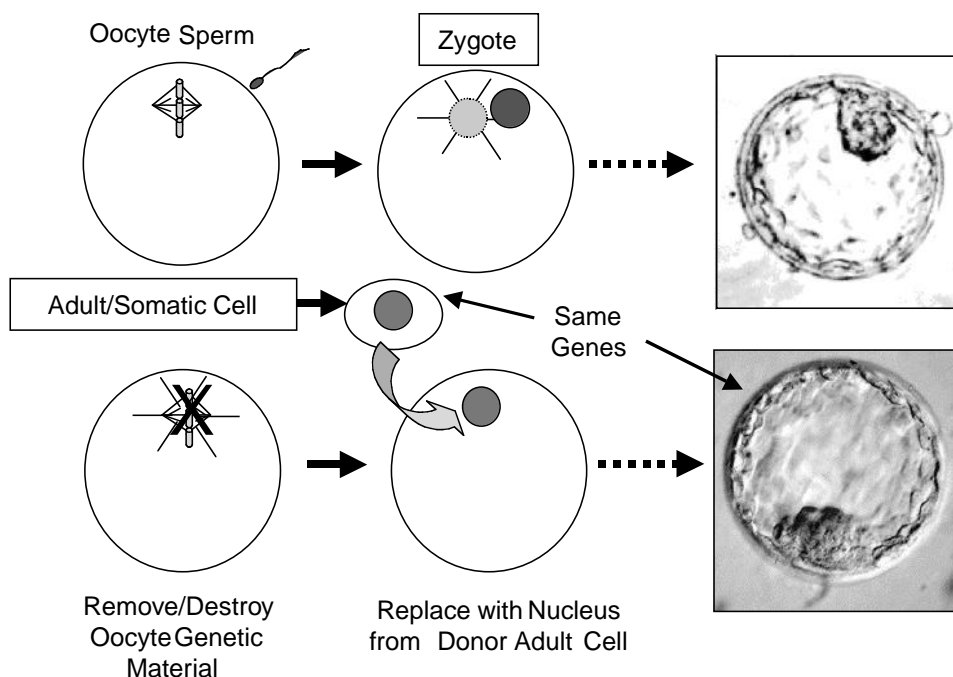 Oocyte Sperm
Zygote
Adult/Somatic Cell
Same
Genes
Remove/Destroy
Oocyte Genetic
Material
Replace with Nucleus
from Donor Adult Cell